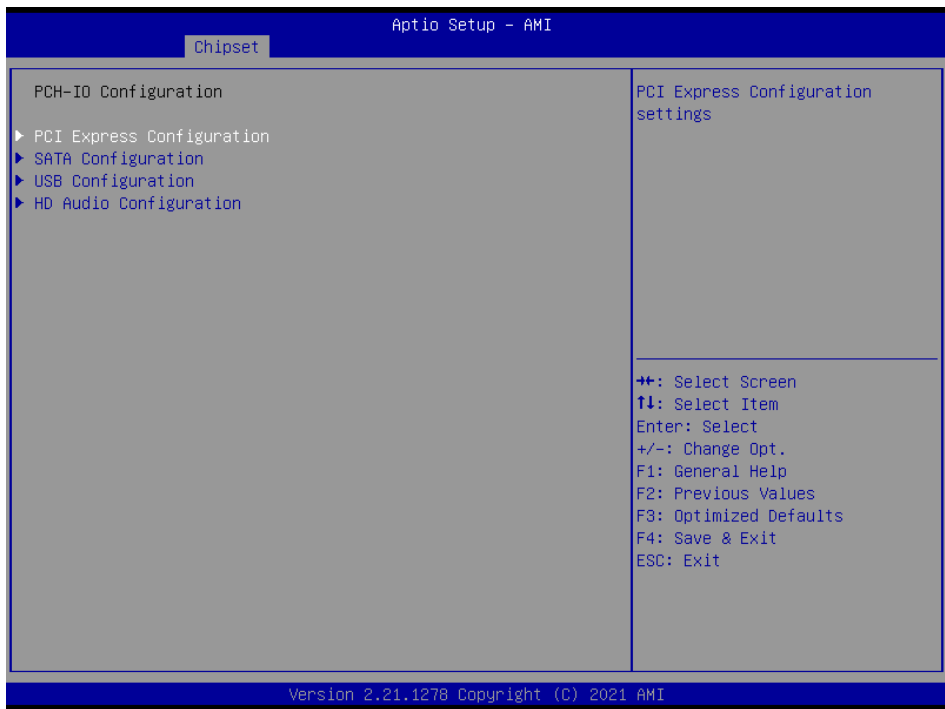 Aptio Setup – AMI
Chipset
PCH-IO Configuration
► PCI Express Configuration
► SATA Configuration
► USB Configuration
► HD Audio Configuration
PCI Express Configuration
settings
→←: Select Screen
↑↓: Select Item
Enter: Select
+/-: Change Opt.
F1: General Help
F2: Previous Values
F3: Optimized Defaults
F4: Save & Exit
ESC: Exit
Version 2.21.1278 Copyright (C) 2021 AMI